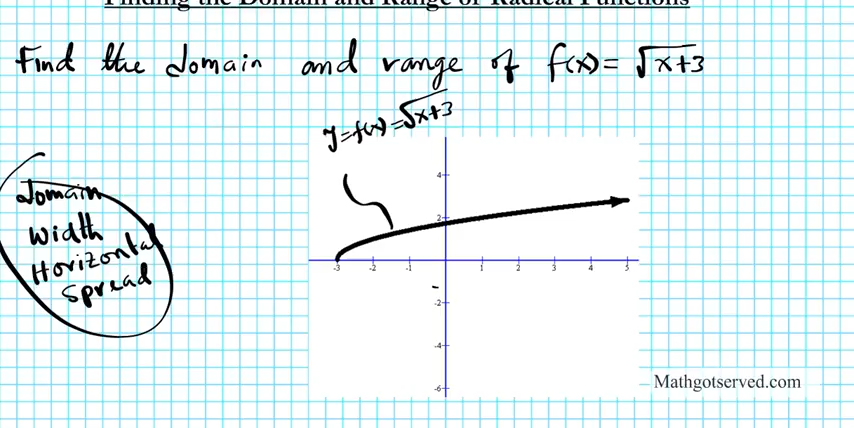 Finding the Domain and Range of Radical Functions
Find the domain and range of f(x)= √x+3
y=f(x)=√x+3
Domain
Width
Horizontal
Spread
4
2
-3 -2 -1 1 2 3 4 5
-2
-4
-6
Mathgotserved.com